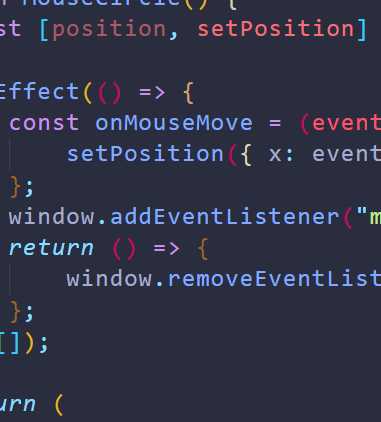 MouseCircle() {
st [position, setPosition]
Effect(() => {
const onMouseMove = (event
setPosition({ x: event
};
window.addEventListener("m
return () => {
window.removeEventList
};
[]);
urn (